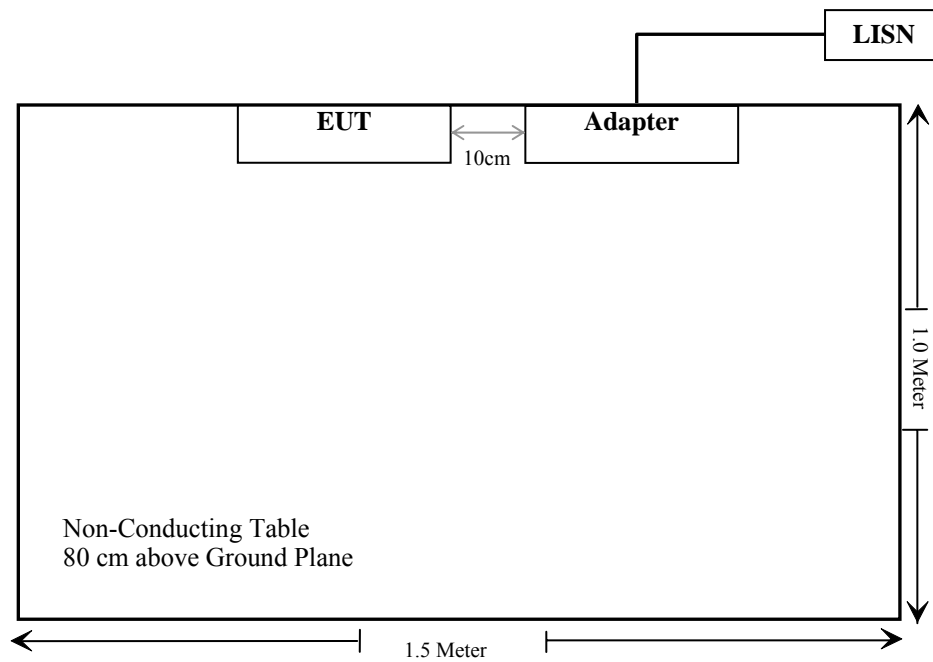 LISN
EUT
Adapter
10cm
1.0 Meter
Non-Conducting Table
80 cm above Ground Plane
1.5 Meter